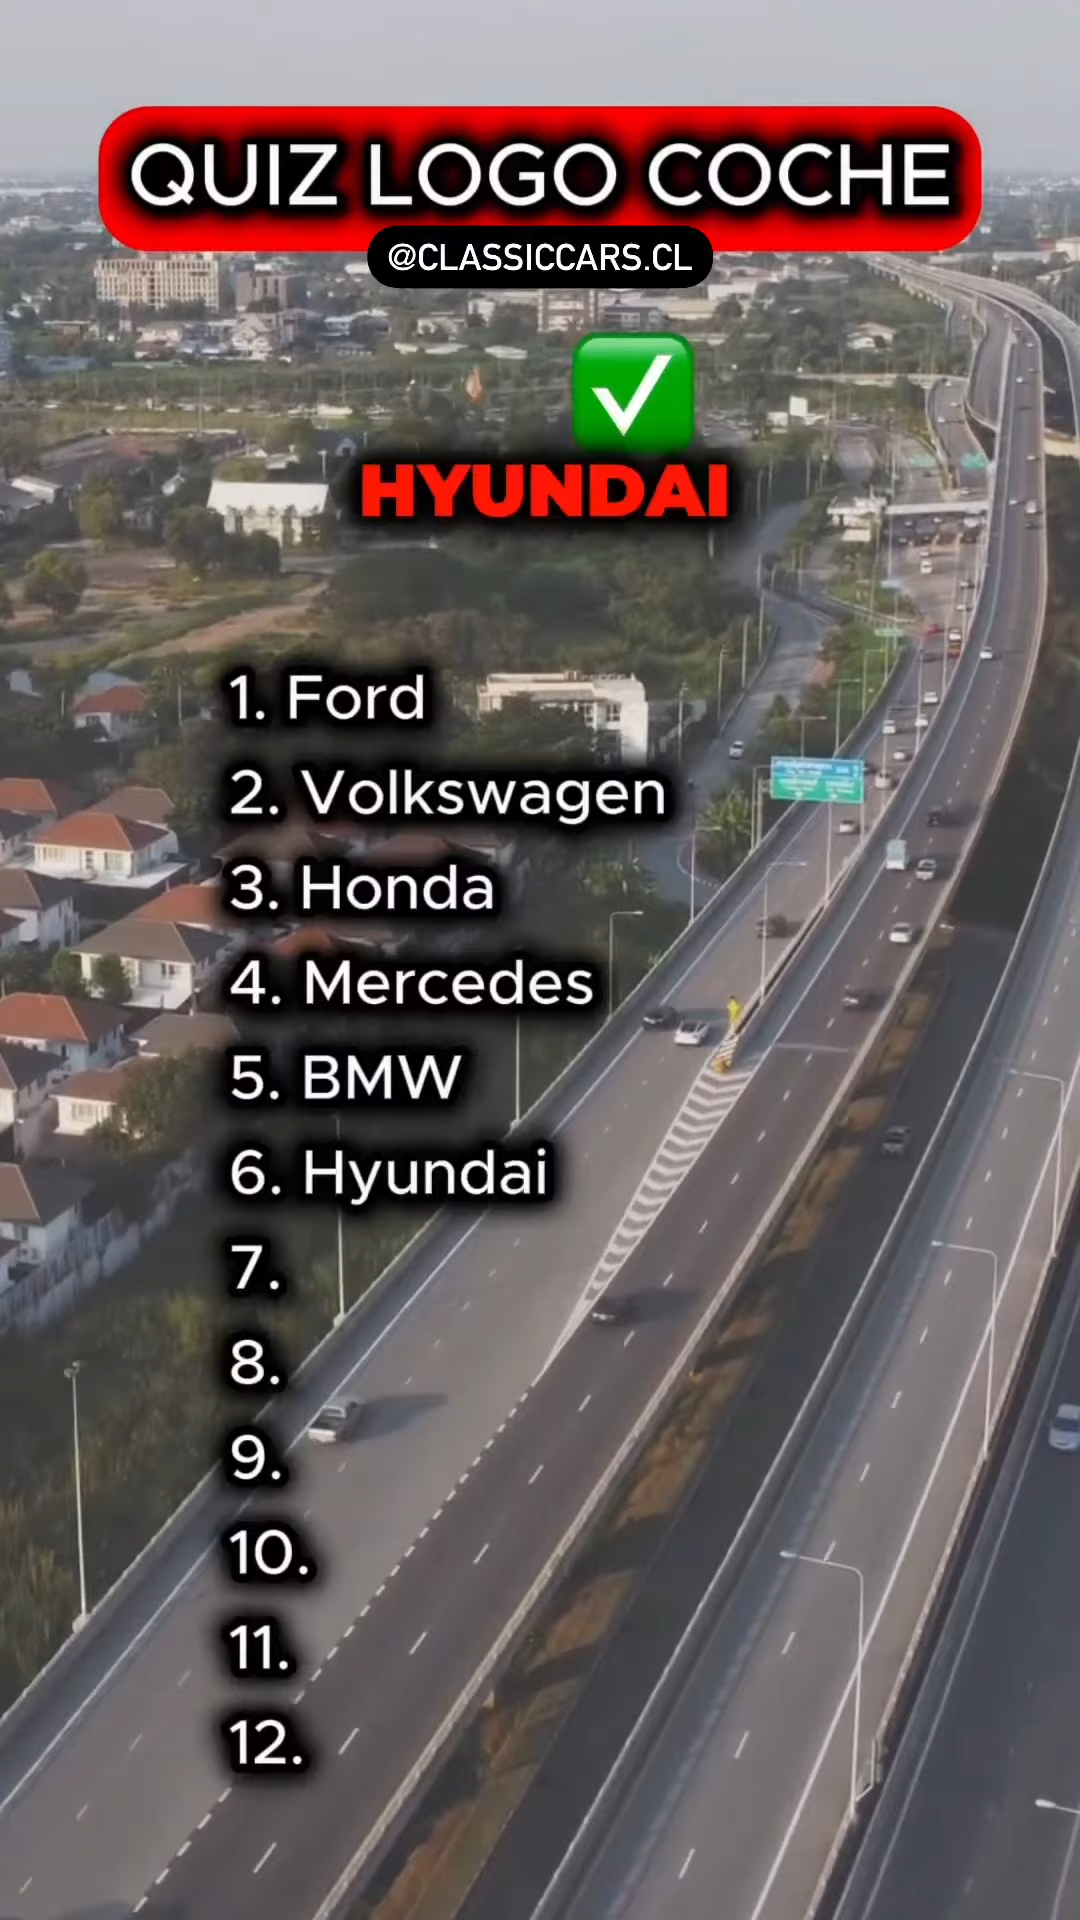 QUIZ LOGO COCHE
@CLASSICCARS.CL
✅
HYUNDAI
1. Ford
2. Volkswagen
3. Honda
4. Mercedes
5. BMW
6. Hyundai
7.
8.
9.
10.
11.
12.